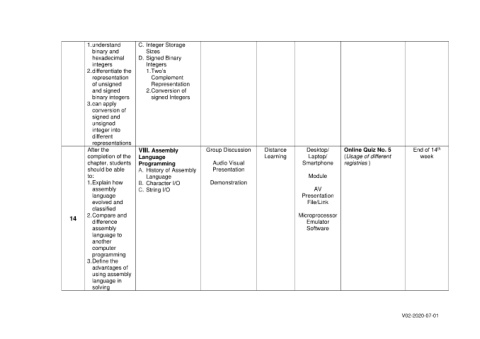 1.understand
binary and
hexadecimal
integers
2.differentiate the
representation
of unsigned
and signed
binary integers
3.can apply
conversion of
signed and
unsigned
integer into
different
representations
C. Integer Storage
Sizes
D. Signed Binary
Integers
1.Two's
Complement
Representation
2.Conversion of
signed Integers
14
After the
completion of the
chapter, students
should be able
to:
1.Explain how
assembly
language
evolved and
classified
2.Compare and
difference
assembly
language to
another
computer
programming
3.Define the
advantages of
using assembly
language in
solving
VIII. Assembly
Language
Programming
A. History of Assembly
Language
B. Character I/O
C. String I/O
Group Discussion
Audio Visual
Presentation
Demonstration
Distance
Learning
Desktop/
Laptop/
Smartphone
Module
AV
Presentation
File/Link
Microprocessor
Emulator
Software
Online Quiz No. 5
(Usage of different
registries )
End of 14th
week
V02-2020-07-01